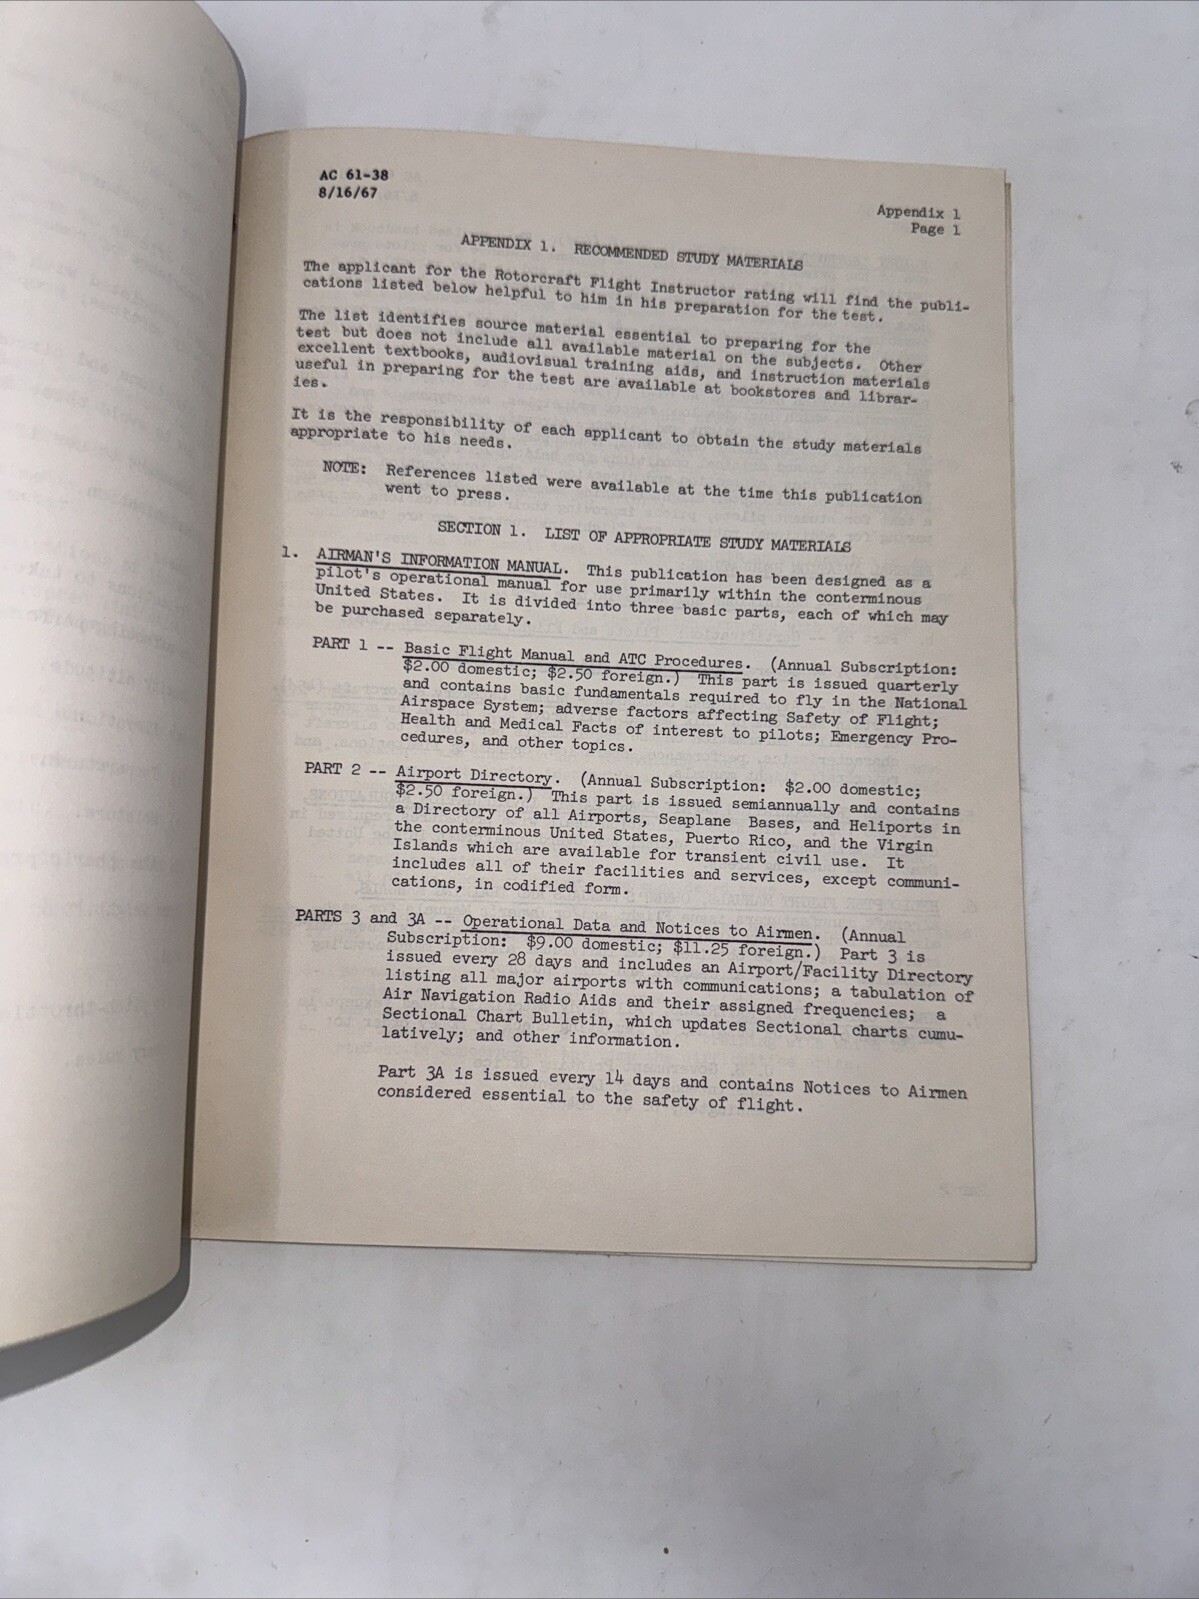 AC 61-38
8/16/67
Appendix 1
Page 1
APPENDIX 1. RECOMMENDED STUDY MATERIALS
The applicant for the Rotorcraft Flight Instructor rating will find the publi-
cations listed below helpful to him in his preparation for the test.
The list identifies source material essential to preparing for the
test but does not include all available material on the subjects. Other
excellent textbooks, audiovisual training aids, and instruction materials
useful in preparing for the test are available at bookstores and librar-
ies.
It is the responsibility of each applicant to obtain the study materials
appropriate to his needs.
NOTE: References listed were available at the time this publication
went to press.
SECTION 1. LIST OF APPROPRIATE STUDY MATERIALS
1. AIRMAN'S INFORMATION MANUAL. This publication has been designed as a
pilot's operational manual for use primarily within the conterminous
United States. It is divided into three basic parts, each of which may
be purchased separately.
PART 1 -- Basic Flight Manual and ATC Procedures. (Annual Subscription:
$2.00 domestic; $2.50 foreign.) This part is issued quarterly
and contains basic fundamentals required to fly in the National
Airspace System; adverse factors affecting Safety of Flight;
Health and Medical Facts of interest to pilots; Emergency Pro-
cedures, and other topics.
PART 2 -- Airport Directory. (Annual Subscription: $2.00 domestic;
$2.50 foreign.) This part is issued semiannually and contains
a Directory of all Airports, Seaplane Bases, and Heliports in
the conterminous United States, Puerto Rico, and the Virgin
Islands which are available for transient civil use. It
includes all of their facilities and services, except communi-
cations, in codified form.
PARTS 3 and 3A -- Operational Data and Notices to Airmen. (Annual
Subscription: $9.00 domestic; $11.25 foreign.) Part 3 is
issued every 28 days and includes an Airport/Facility Directory
listing all major airports with communications; a tabulation of
Air Navigation Radio Aids and their assigned frequencies; a
Sectional Chart Bulletin, which updates Sectional charts cumu-
latively; and other information.
Part 3A is issued every 14 days and contains Notices to Airmen
considered essential to the safety of flight.